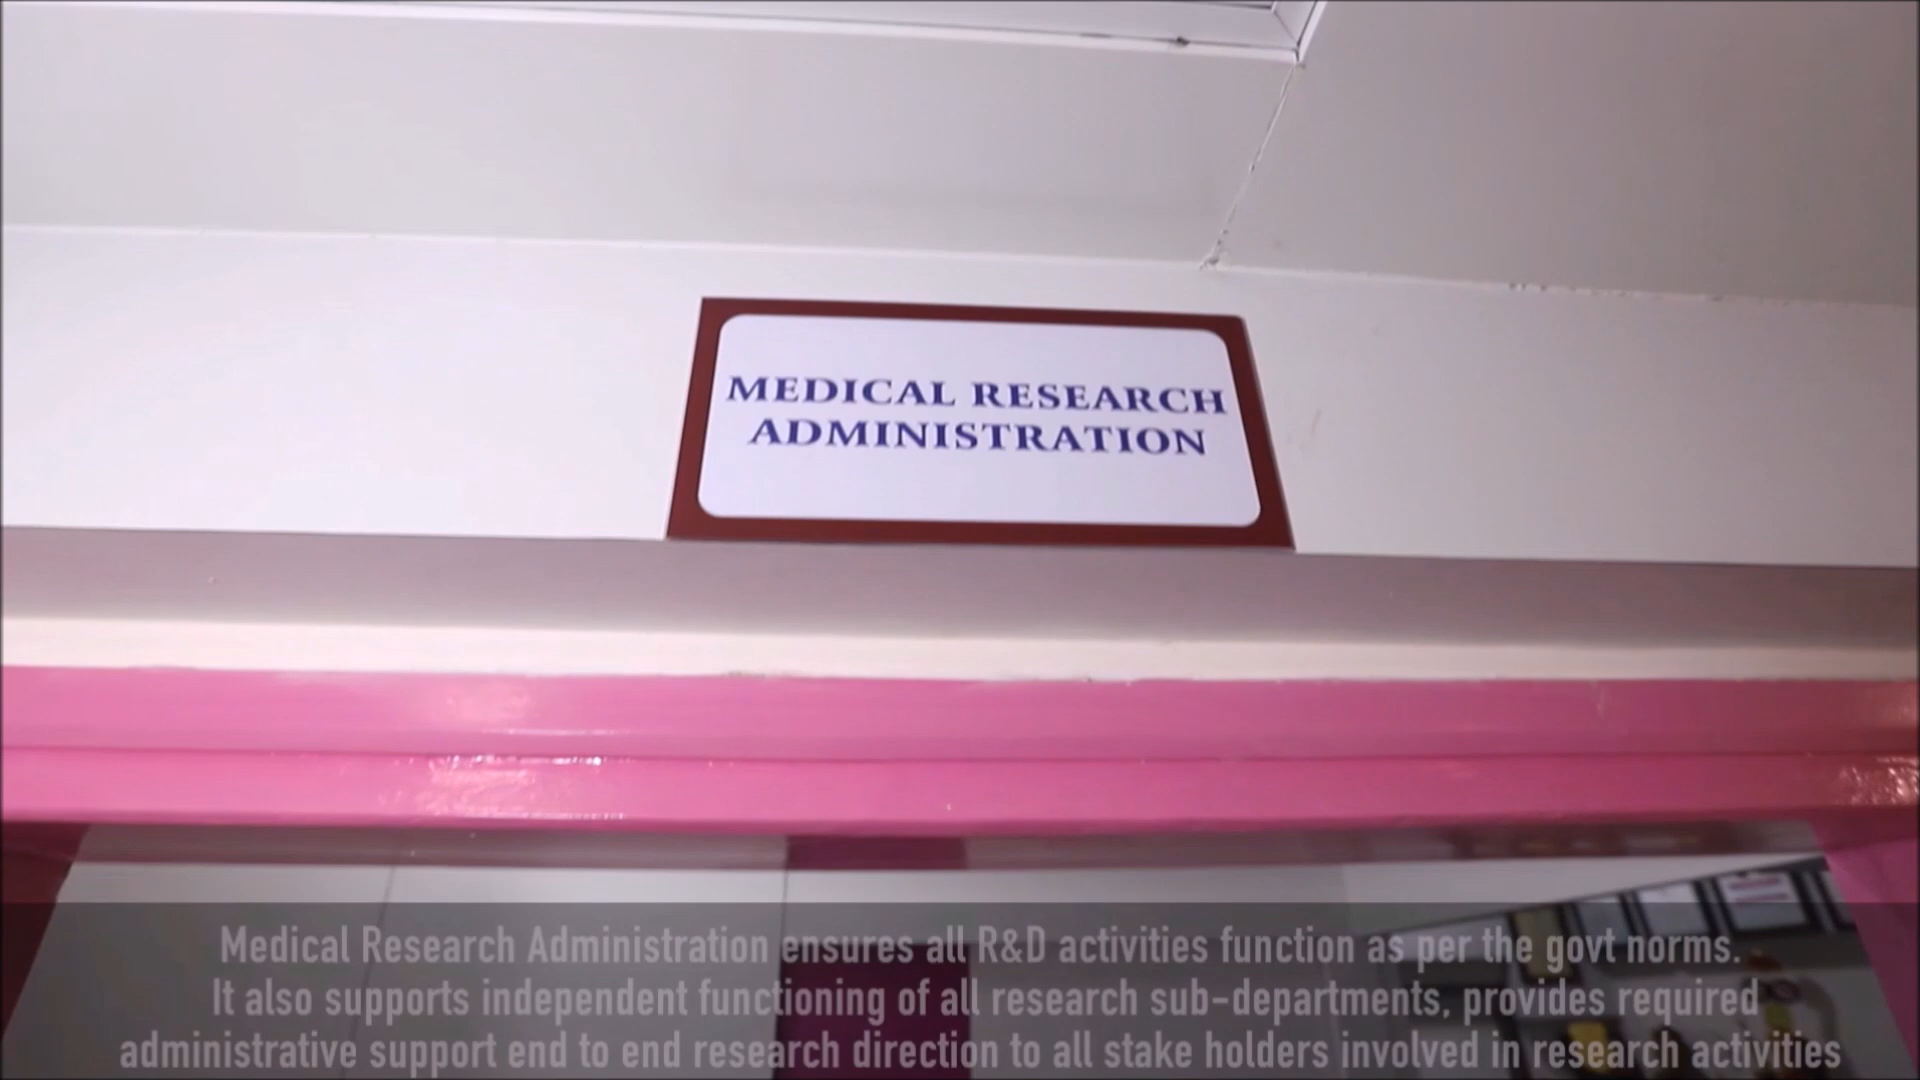 MEDICAL RESEARCH
ADMINISTRATION
Medical Research Administration ensures all R&D activities function as per the govt norms.
It also supports independent functioning of all research sub-departments, provides required
administrative support end to end research direction to all stake holders involved in research activities